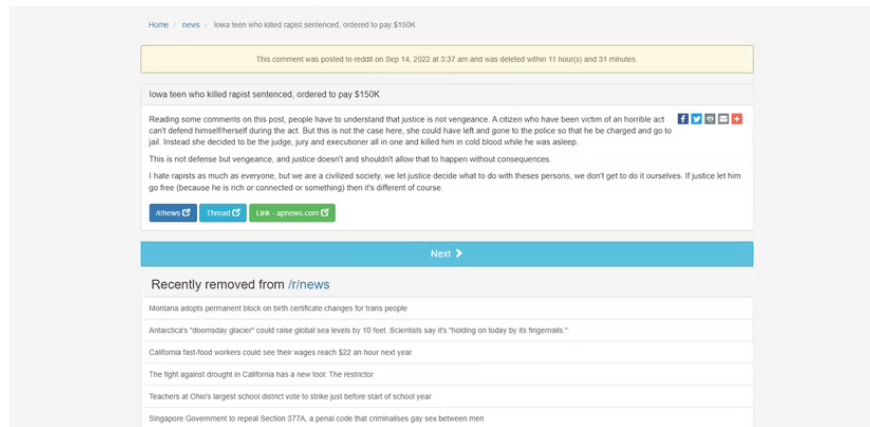 Home / news / Iowa teen who killed rapist sentenced, ordered to pay $150K
This comment was posted to reddit on Sep 14, 2022 at 3:37 am and was deleted within 11 hour(s) and 31 minutes.
Iowa teen who killed rapist sentenced, ordered to pay $150K
Reading some comments on this post, people have to understand that justice is not vengeance. A citizen who have been victim of an horrible act
can't defend himself/herself during the act. But this is not the case here, she could have left and gone to the police so that he be charged and go to
jail. Instead she decided to be the judge, jury and executioner all in one and killed him in cold blood while he was asleep.
This is not defense but vengeance, and justice doesn't and shouldn't allow that to happen without consequences.
I hate rapists as much as everyone, but we are a civilized society, we let justice decide what to do with theses persons, we don't get to do it ourselves. If justice let him
go free (because he is rich or connected or something) then it's different of course.
/r/news Thread Link - apnews.com
Next
Recently removed from /r/news
Montana adopts permanent block on birth certificate changes for trans people
Antarctica's "doomsday glacier" could raise global sea levels by 10 feet. Scientists say it's "holding on today by its fingernails."
California fast-food workers could see their wages reach $22 an hour next year
The fight against drought in California has a new tool: The restrictor
Teachers at Ohio's largest school district vote to strike just before start of school year
Singapore Government to repeal Section 377A, a penal code that criminalises gay sex between men